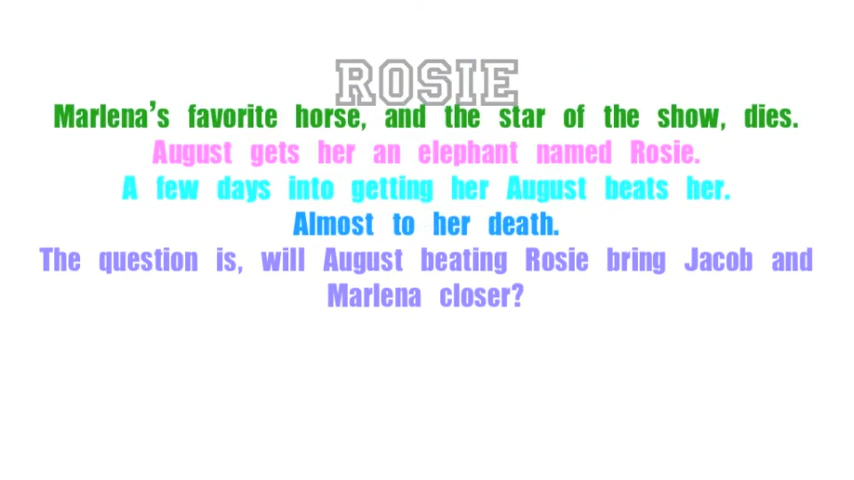 ROSIE
Marlena's favorite horse, and the star of the show, dies.
August gets her an elephant named Rosie.
A few days into getting her August beats her.
Almost to her death.
The question is, will August beating Rosie bring Jacob and
Marlena closer?